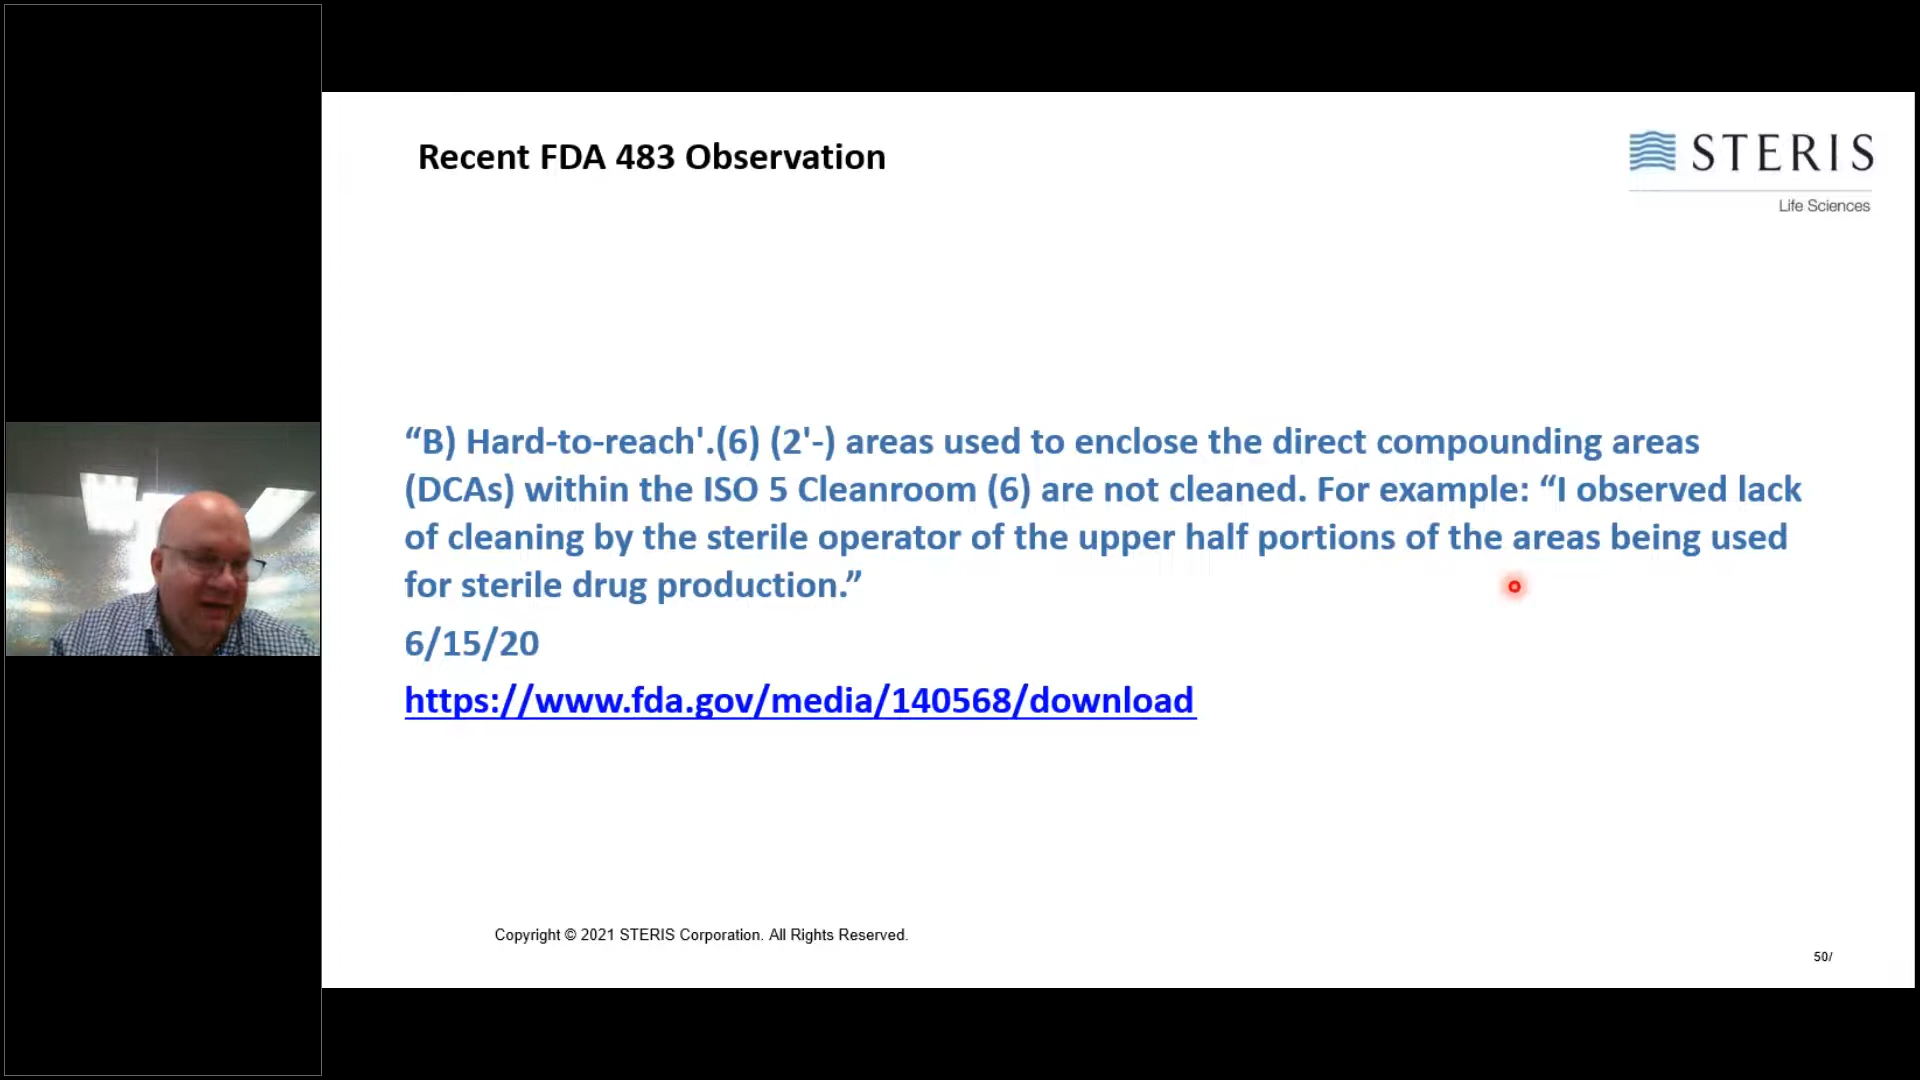 Recent FDA 483 Observation
STERIS
Life Sciences
“B) Hard-to-reach'.(6) (2'-) areas used to enclose the direct compounding areas
(DCAs) within the ISO 5 Cleanroom (6) are not cleaned. For example: “I observed lack
of cleaning by the sterile operator of the upper half portions of the areas being used
for sterile drug production.”
6/15/20
https://www.fda.gov/media/140568/download
Copyright © 2021 STERIS Corporation. All Rights Reserved.
50/